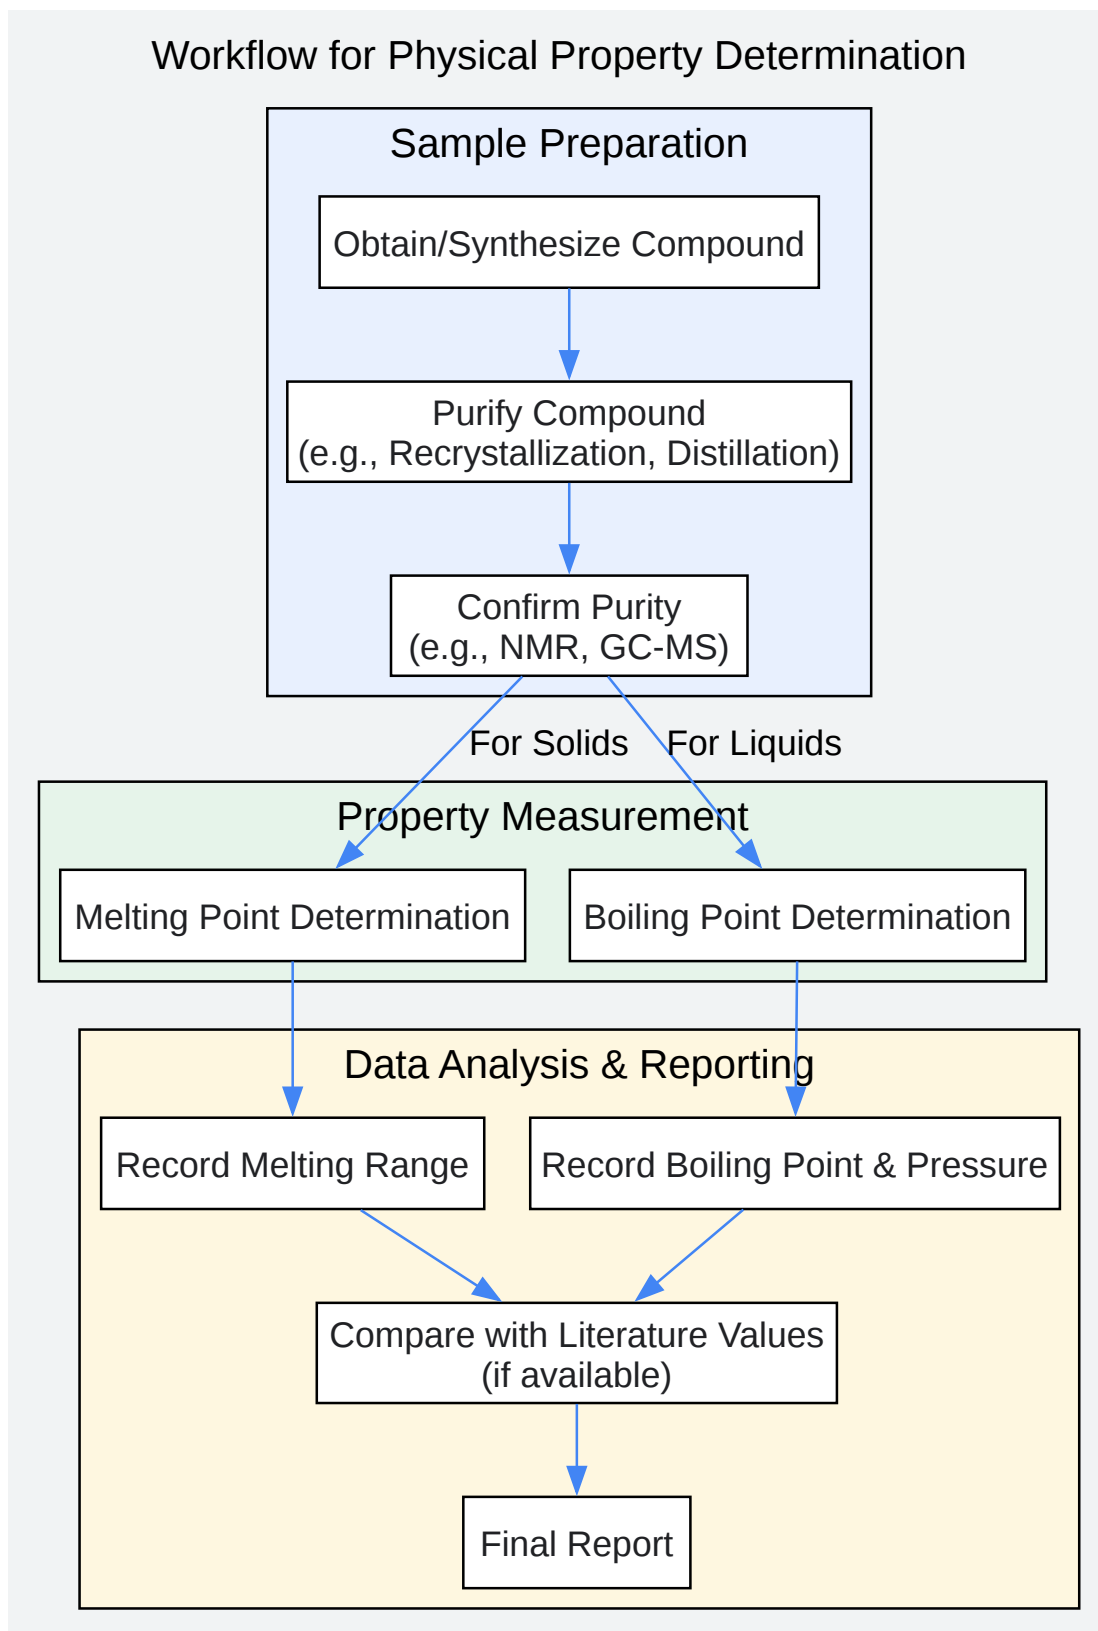 Workflow for Physical Property Determination
Sample Preparation
Obtain/Synthesize Compound
Purify Compound
(e.g., Recrystallization, Distillation)
Confirm Purity
(e.g., NMR, GC-MS)
For Solids
For Liquids
Property Measurement
Melting Point Determination
Boiling Point Determination
Data Analysis & Reporting
Record Melting Range
Record Boiling Point & Pressure
Compare with Literature Values
(if available)
Final Report